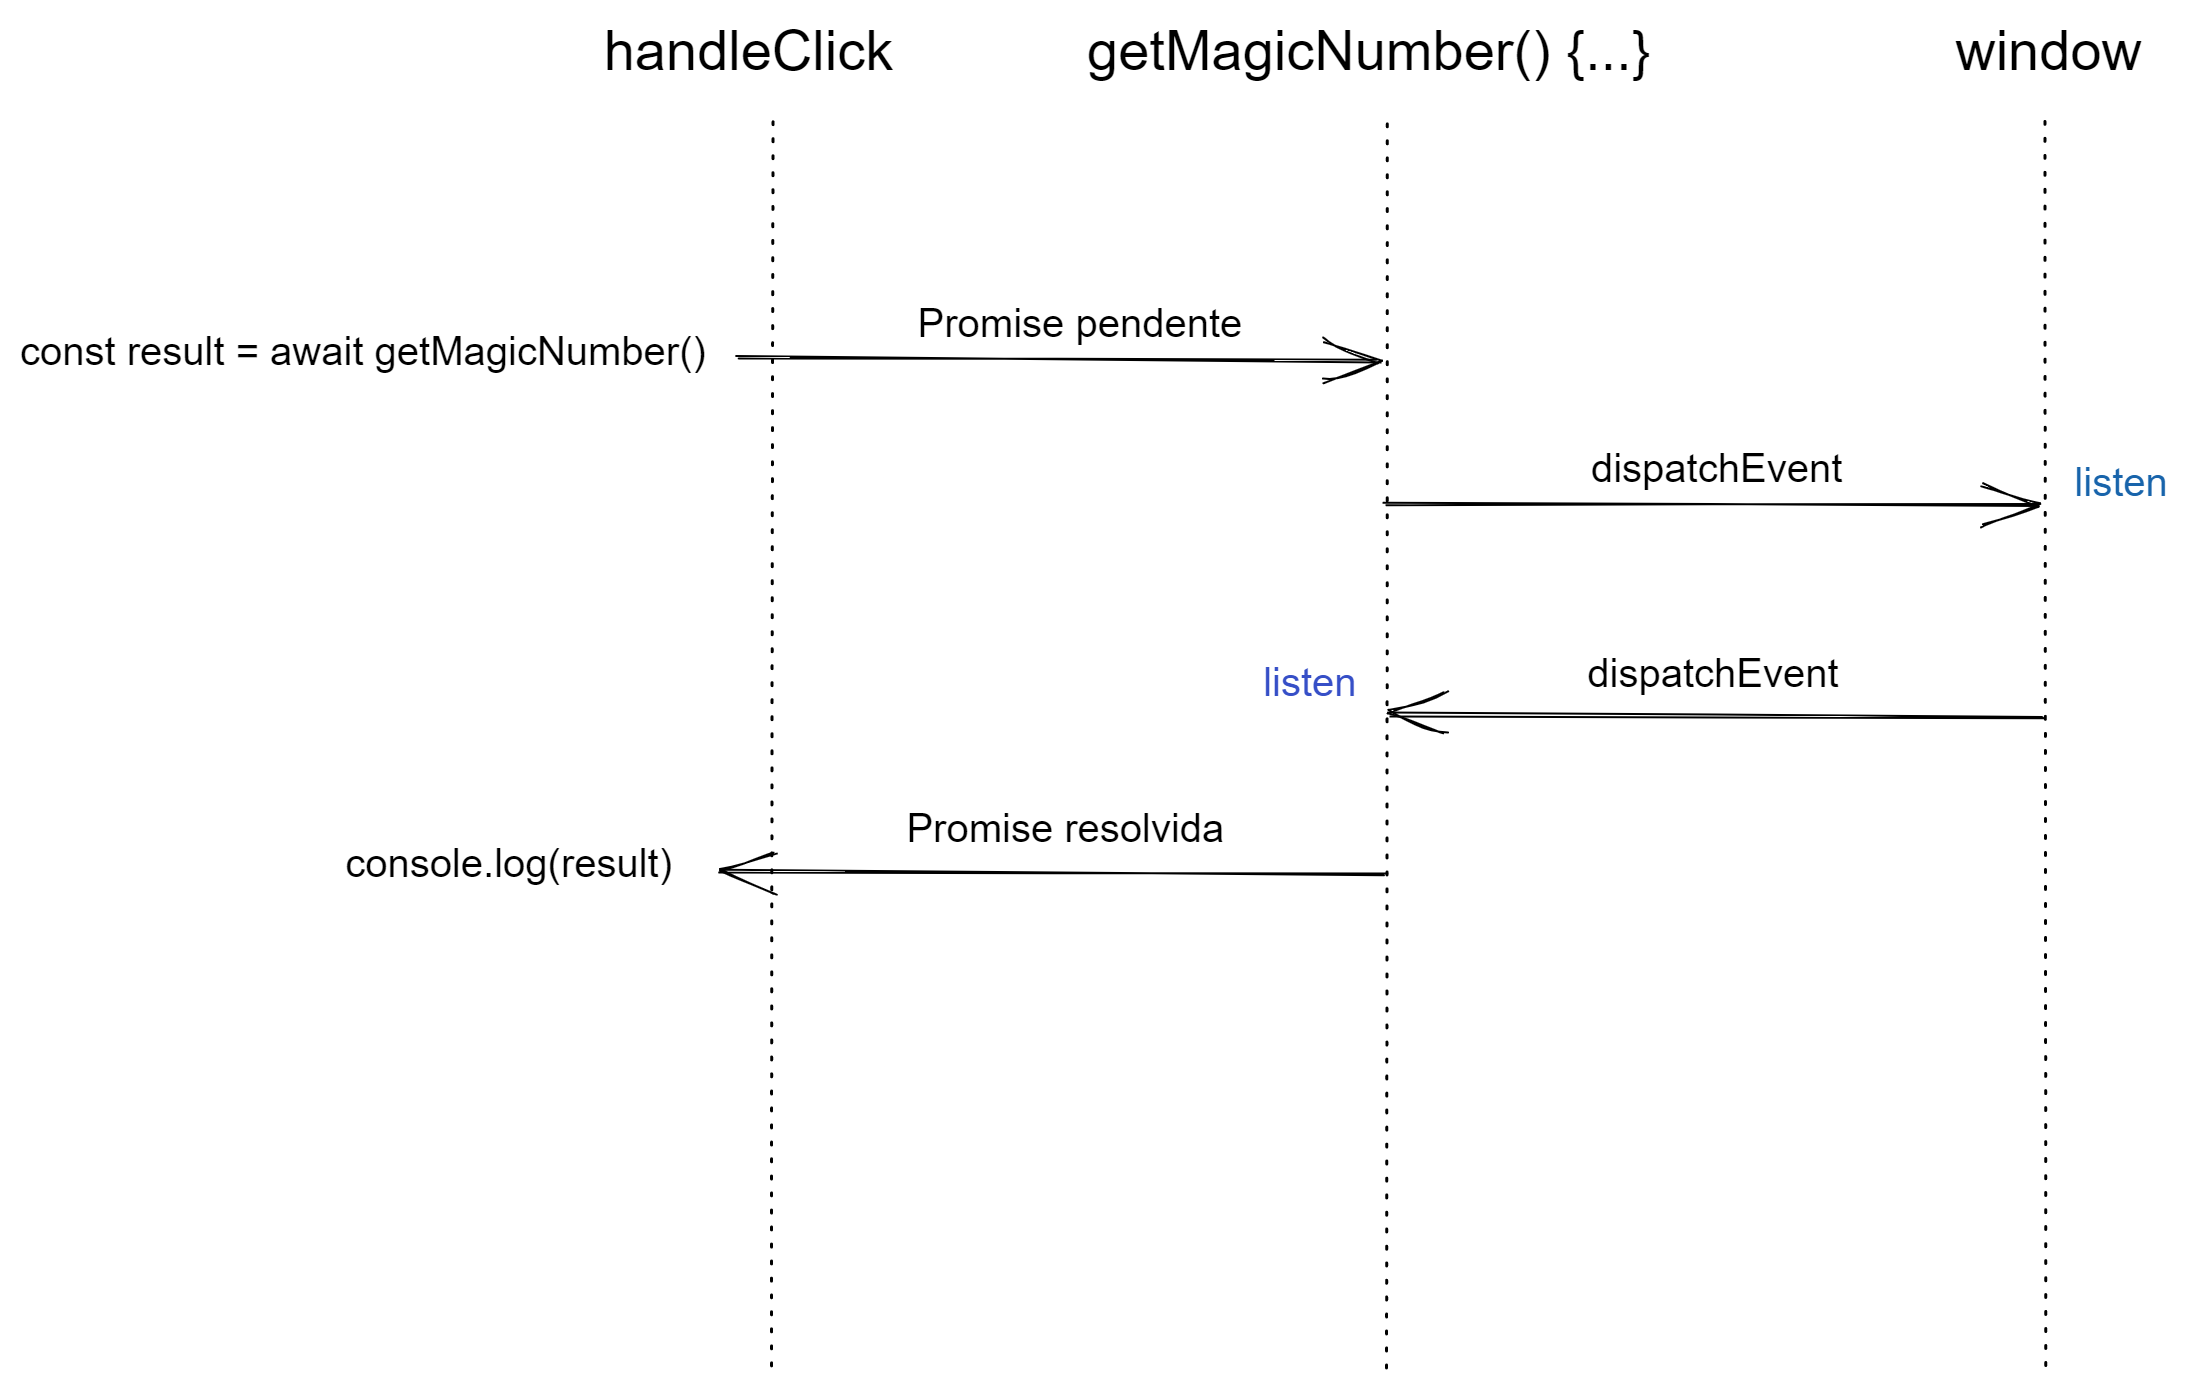 handleClick
getMagicNumber() {...}
window
Promise pendente
const result = await getMagicNumber()
dispatchEvent
listen
dispatchEvent
listen
Promise resolvida
console.log(result)